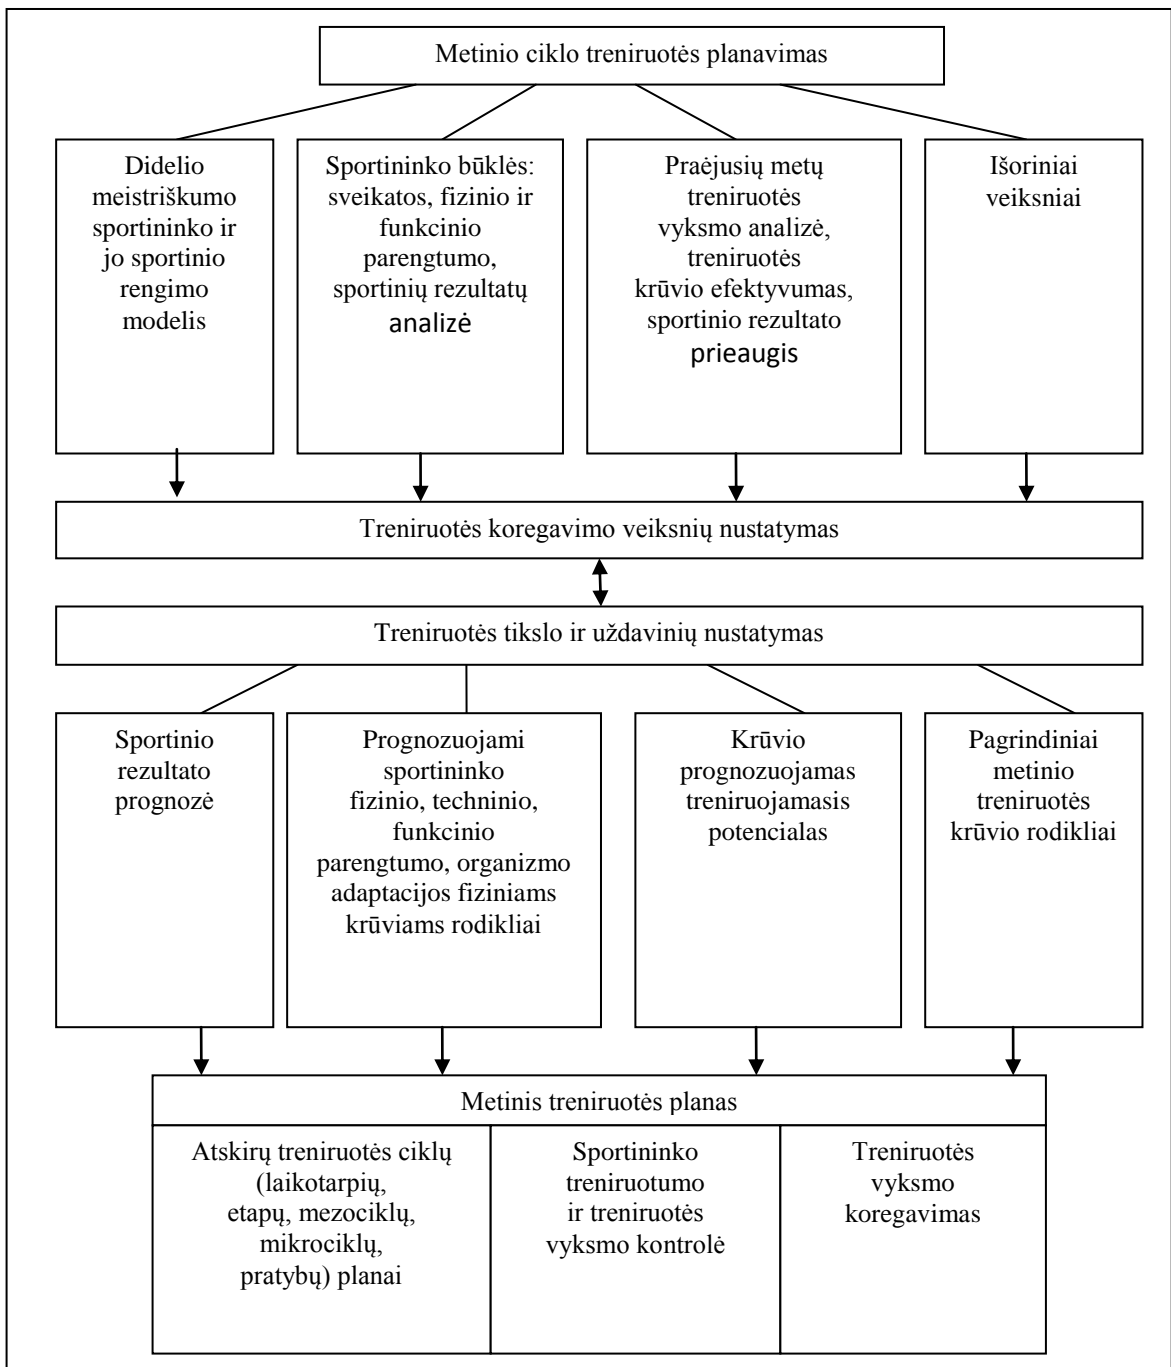 Metinio ciklo treniruotės planavimas
Didelio
meistriškumo
sportininko ir
jo sportinio
rengimo
modelis
Sportininko būklės:
sveikatos, fizinio ir
funkcinio
parengtumo,
sportinių rezultatų
analizė
Praėjusių metų
treniruotės
vyksmo analizė,
treniruotės
krūvio efektyvumas,
sportinio rezultato
prieaugis
Išoriniai
veiksniai
Treniruotės koregavimo veiksnių nustatymas
Treniruotės tikslo ir uždavinių nustatymas
Sportinio
rezultato
prognozė
Prognozuojami
sportininko
fizinio, techninio,
funkcinio
parengtumo, organizmo
adaptacijos fiziniams
krūviams rodikliai
Krūvio
prognozuojamas
treniruojamasis
potencialas
Pagrindiniai
metinio
treniruotės
krūvio rodikliai
Metinis treniruotės planas
Atskirų treniruotės ciklų
(laikotarpių,
etapų, mezociklų,
mikrociklų,
pratybų) planai
Sportininko
treniruotumo
ir treniruotės
vyksmo kontrolė
Treniruotės
vyksmo
koregavimas